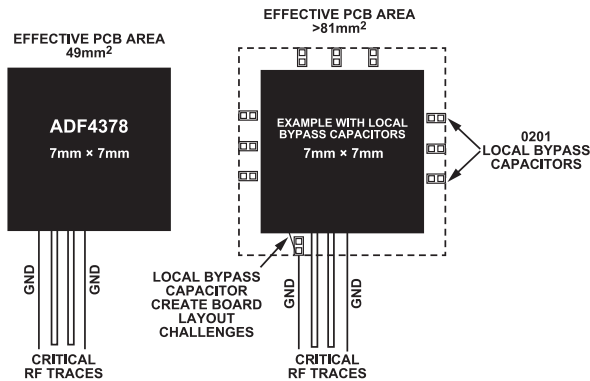 EFFECTIVE PCB AREA
49mm²
ADF4378
7mm × 7mm
GND
GND
CRITICAL
RF TRACES
EFFECTIVE PCB AREA
>81mm²
EXAMPLE WITH LOCAL
BYPASS CAPACITORS
7mm × 7mm
0201
LOCAL BYPASS
CAPACITORS
LOCAL BYPASS
CAPACITOR
CREATE BOARD
LAYOUT
CHALLENGES
GND
GND
CRITICAL
RF TRACES